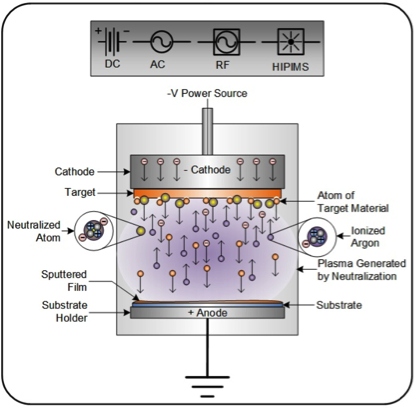 + -
DC
AC
RF
HIPIMS
-V Power Source
Cathode
- Cathode
Target
Atom of
Target Material
Neutralized
Atom
Ionized
Argon
Plasma Generated
by Neutralization
Sputtered
Film
Substrate
Holder
Substrate
+ Anode